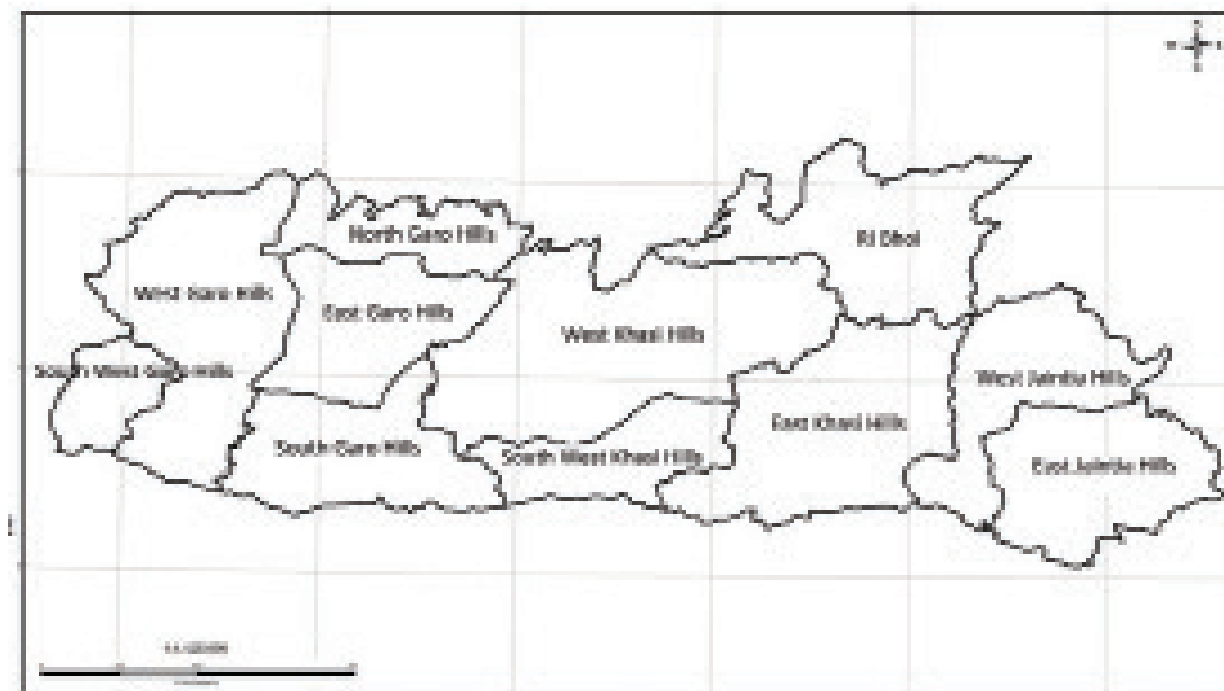 North Garo Hills
Ri Bhoi
West Garo Hills
East Garo Hills
West Khasi Hills
South West Garo Hills
West Jaintia Hills
East Khasi Hills
South Garo Hills
South West Khasi Hills
East Jaintia Hills